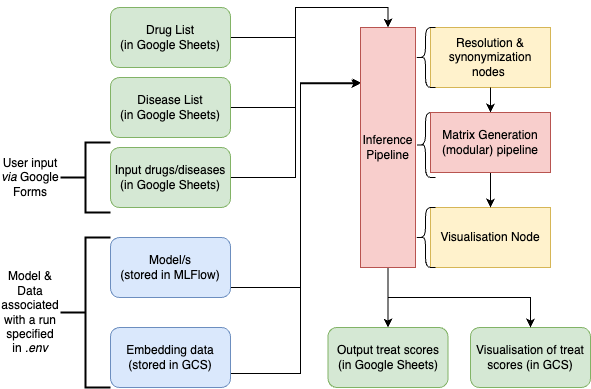 Drug List
(in Google Sheets)
Disease List
(in Google Sheets)
User input
via Google
Forms
Input drugs/diseases
(in Google Sheets)
Model &
Data
associated
with a run
specified
in .env
Model/s
(stored in MLFlow)
Embedding data
(stored in GCS)
Inference
Pipeline
Resolution &
synonymization
nodes
Matrix Generation
(modular) pipeline
Visualisation Node
Output treat scores
(in Google Sheets)
Visualisation of treat
scores (in GCS)